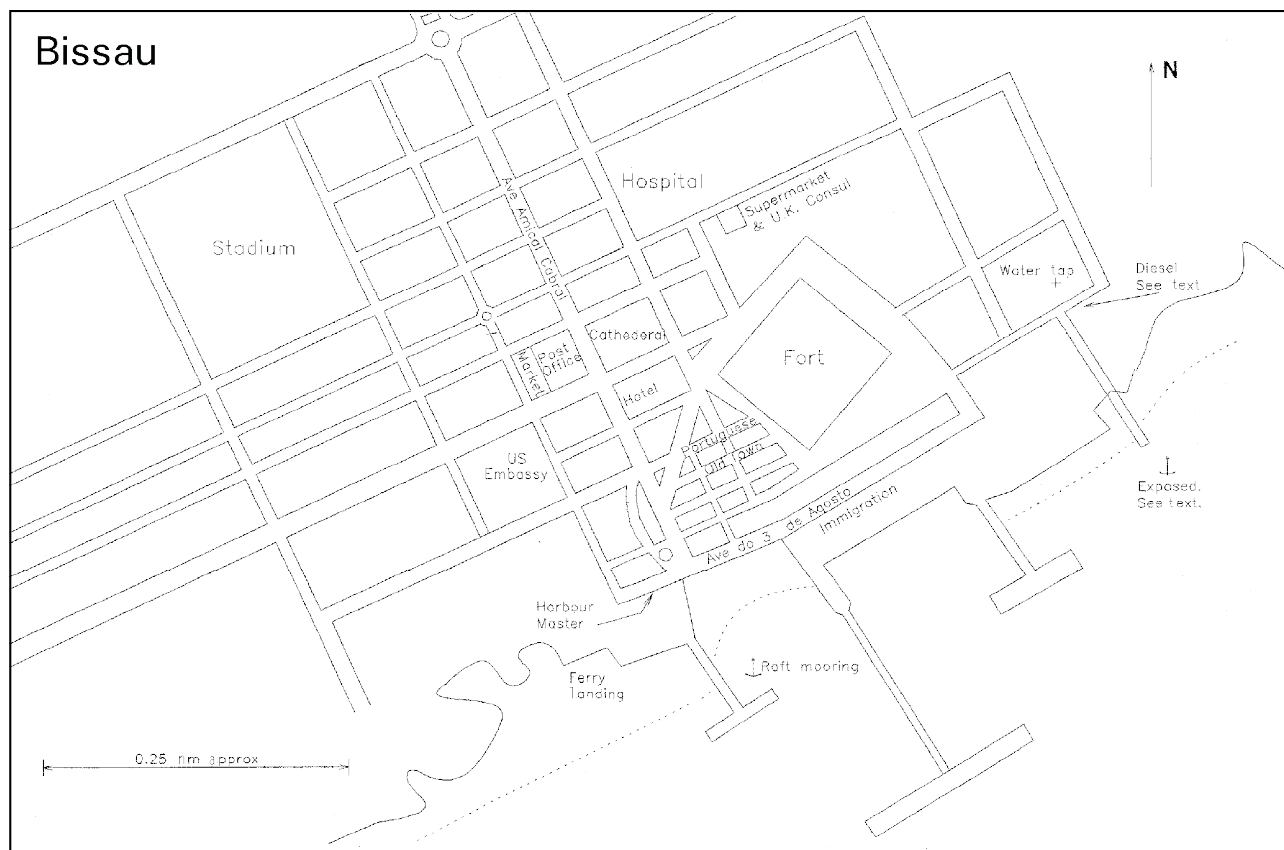 Bissau
N
Hospital
Supermarket
& U.K. Consul
Ave Amical Cabral
Stadium
Water tap
Diesel
See text
Cathederal
Fort
Market
Post
Office
Hotel
Portuguese
Old Town
US
Embassy
Exposed.
See text.
Ave do 3 de Agosto
Immigration
Harbour
Master
Raft mooring
Ferry
landing
0.25 nm approx